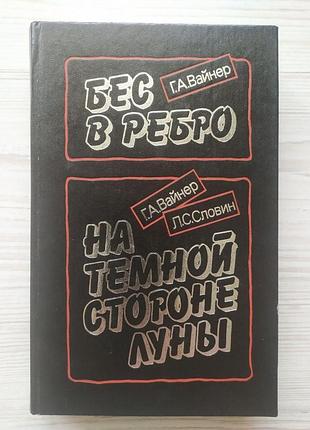 БЕС
Г.А.Вайнер
В РЕБРО
Г.А.Вайнер
Л.С.Словин
НА
ТЕМНОЙ
СТОРОНЕ
ЛУНЫ